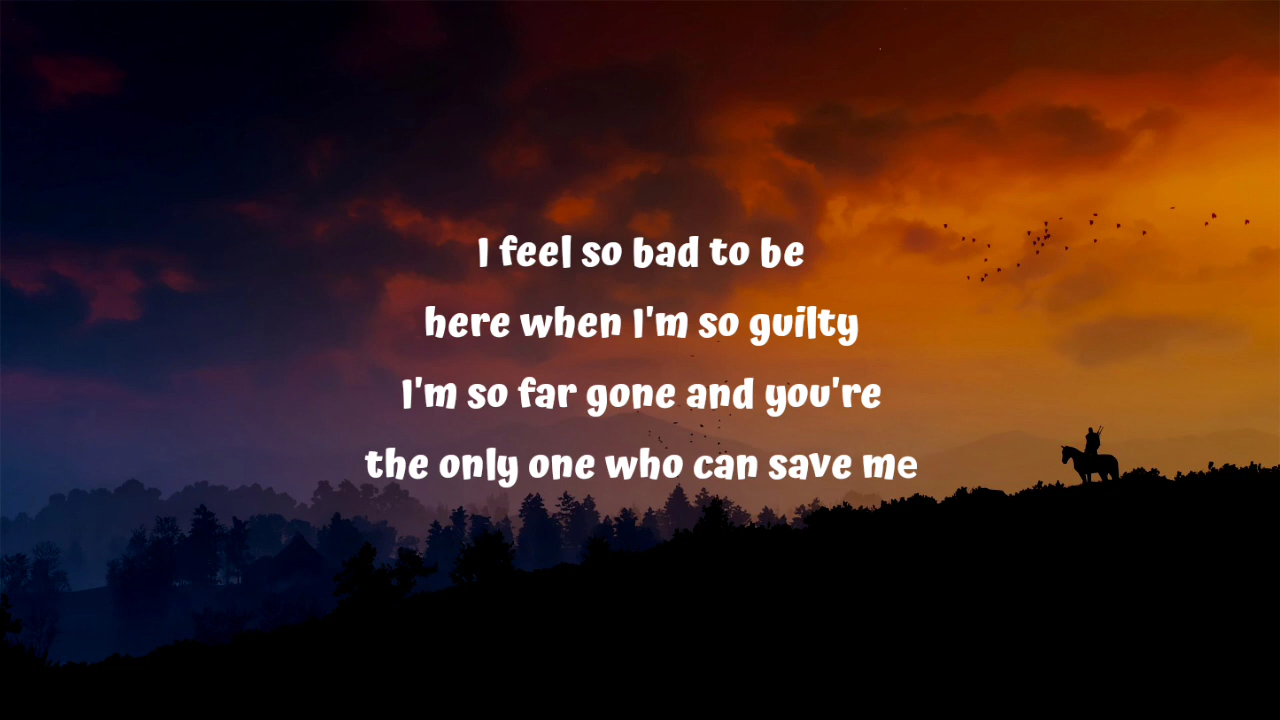 I feel so bad to be
here when I'm so guilty
I'm so far gone and you're
the only one who can save me